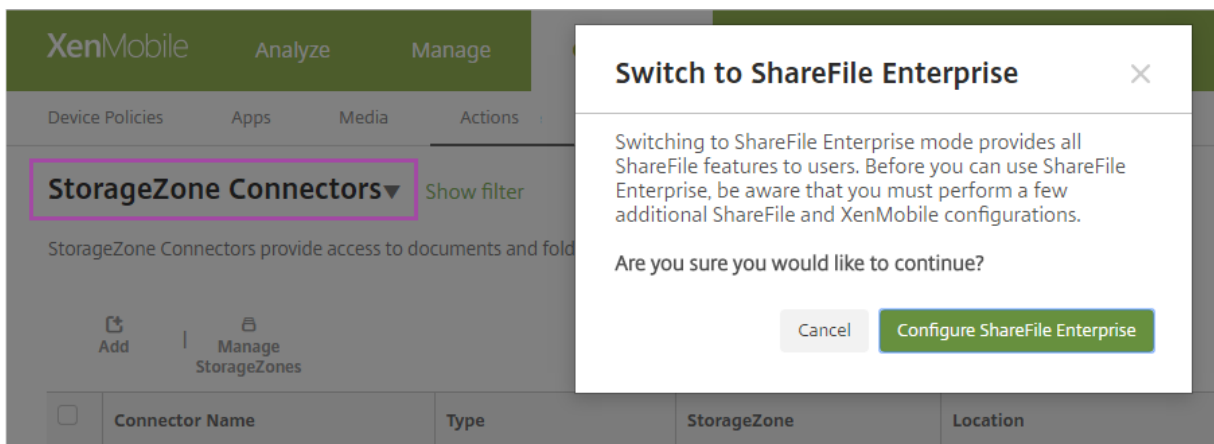 XenMobile Analyze Manage
Device Policies Apps Media Actions
StorageZone Connectors▼ Show filter
StorageZone Connectors provide access to documents and fold
Add | Manage StorageZones
Connector Name Type StorageZone Location
Switch to ShareFile Enterprise ×
Switching to ShareFile Enterprise mode provides all
ShareFile features to users. Before you can use ShareFile
Enterprise, be aware that you must perform a few
additional ShareFile and XenMobile configurations.
Are you sure you would like to continue?
Cancel Configure ShareFile Enterprise